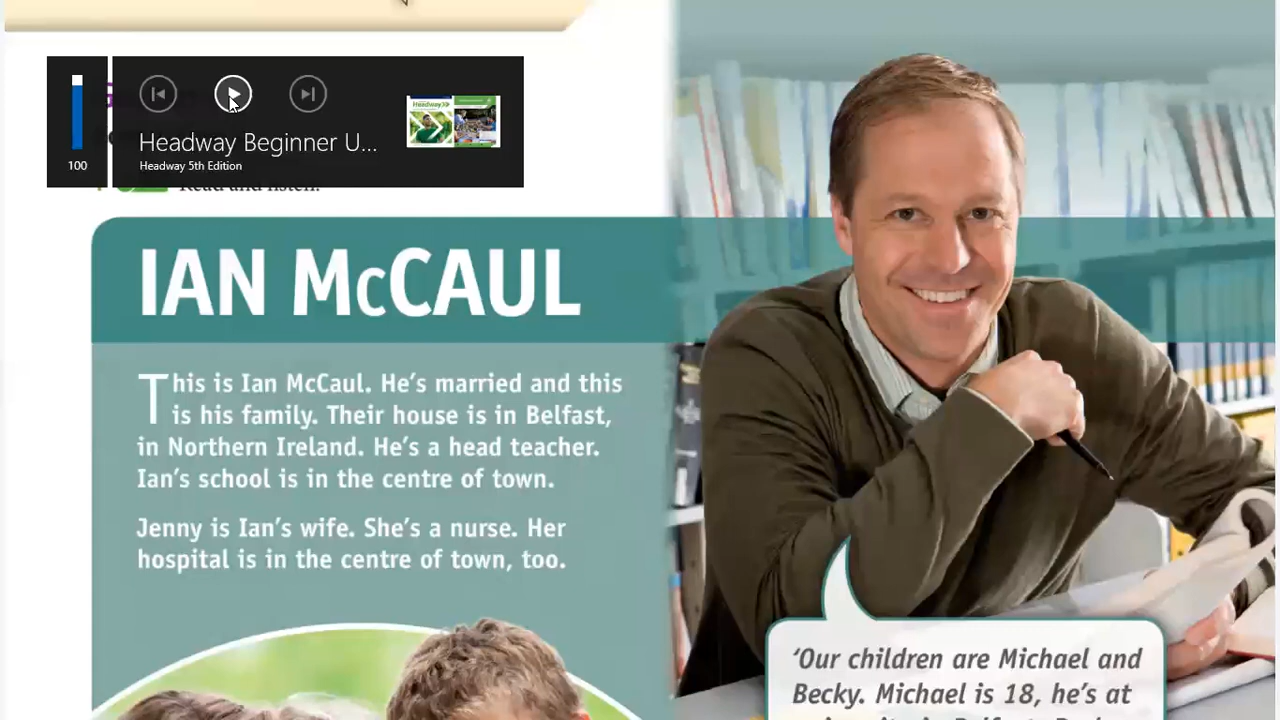 100
Headway Beginner U...
Headway 5th Edition
Read and listen.
IAN McCAUL
This is Ian McCaul. He's married and this
is his family. Their house is in Belfast,
in Northern Ireland. He's a head teacher.
Ian's school is in the centre of town.
Jenny is Ian's wife. She's a nurse. Her
hospital is in the centre of town, too.
'Our children are Michael and
Becky. Michael is 18, he's at